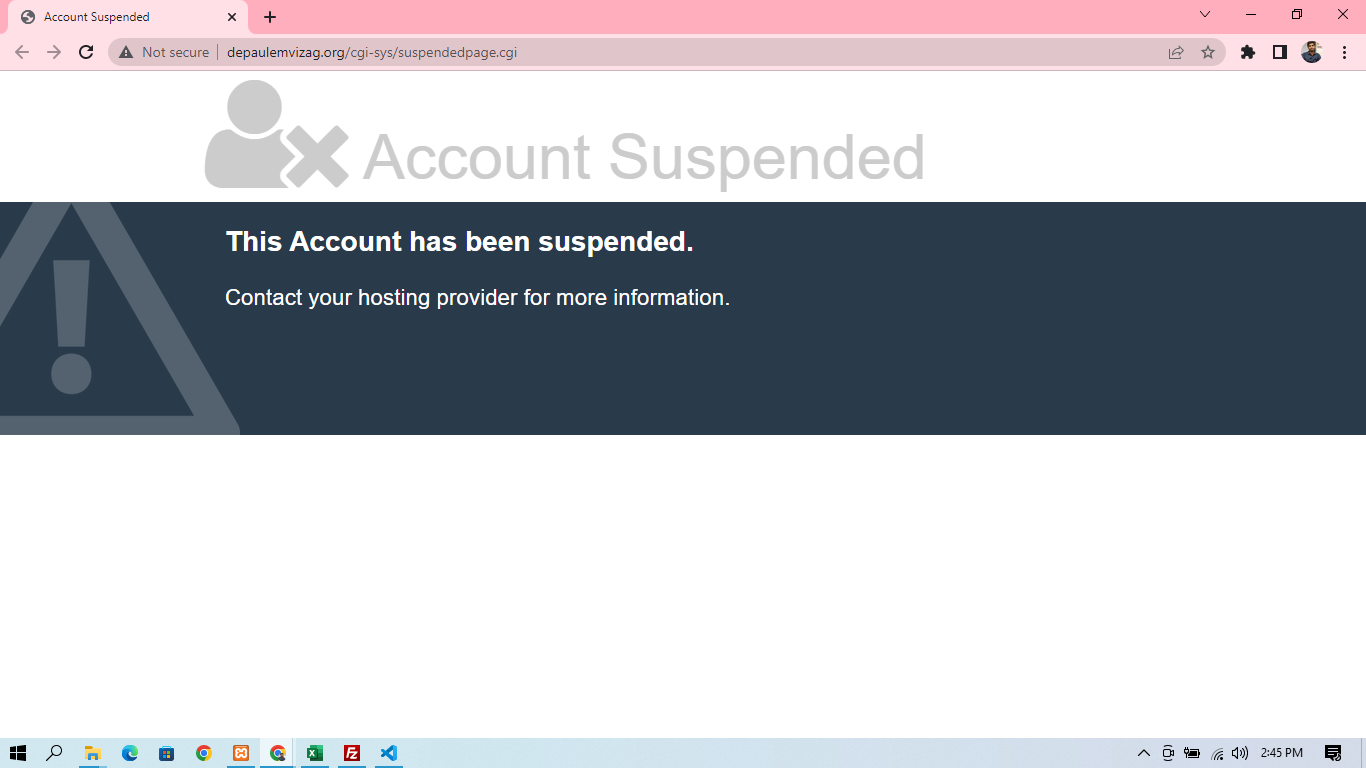 Account Suspended
Not secure
depaulemvizag.org/cgi-sys/suspendedpage.cgi
Account Suspended
This Account has been suspended.
Contact your hosting provider for more information.
2:45 PM